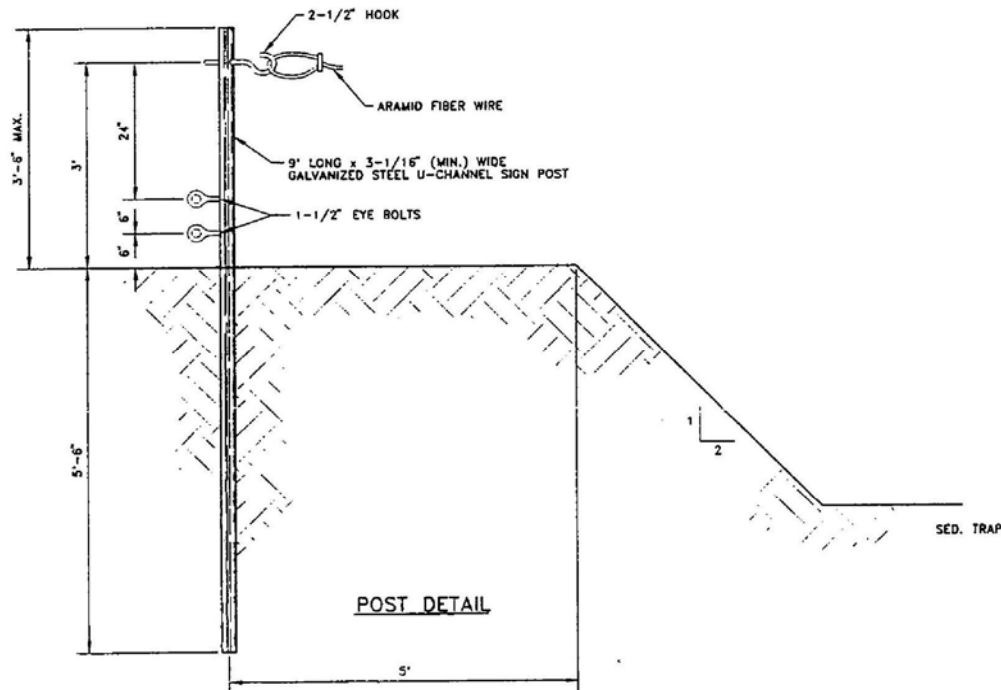 2-1/2" HOOK
ARAMID FIBER WIRE
3'-6" MAX.
3'
24"
9' LONG x 3-1/16" (MIN.) WIDE
GALVANIZED STEEL U-CHANNEL SIGN POST
1-1/2" EYE BOLTS
6"
6"
1
2
5'-6"
SED. TRAP
POST DETAIL
5'